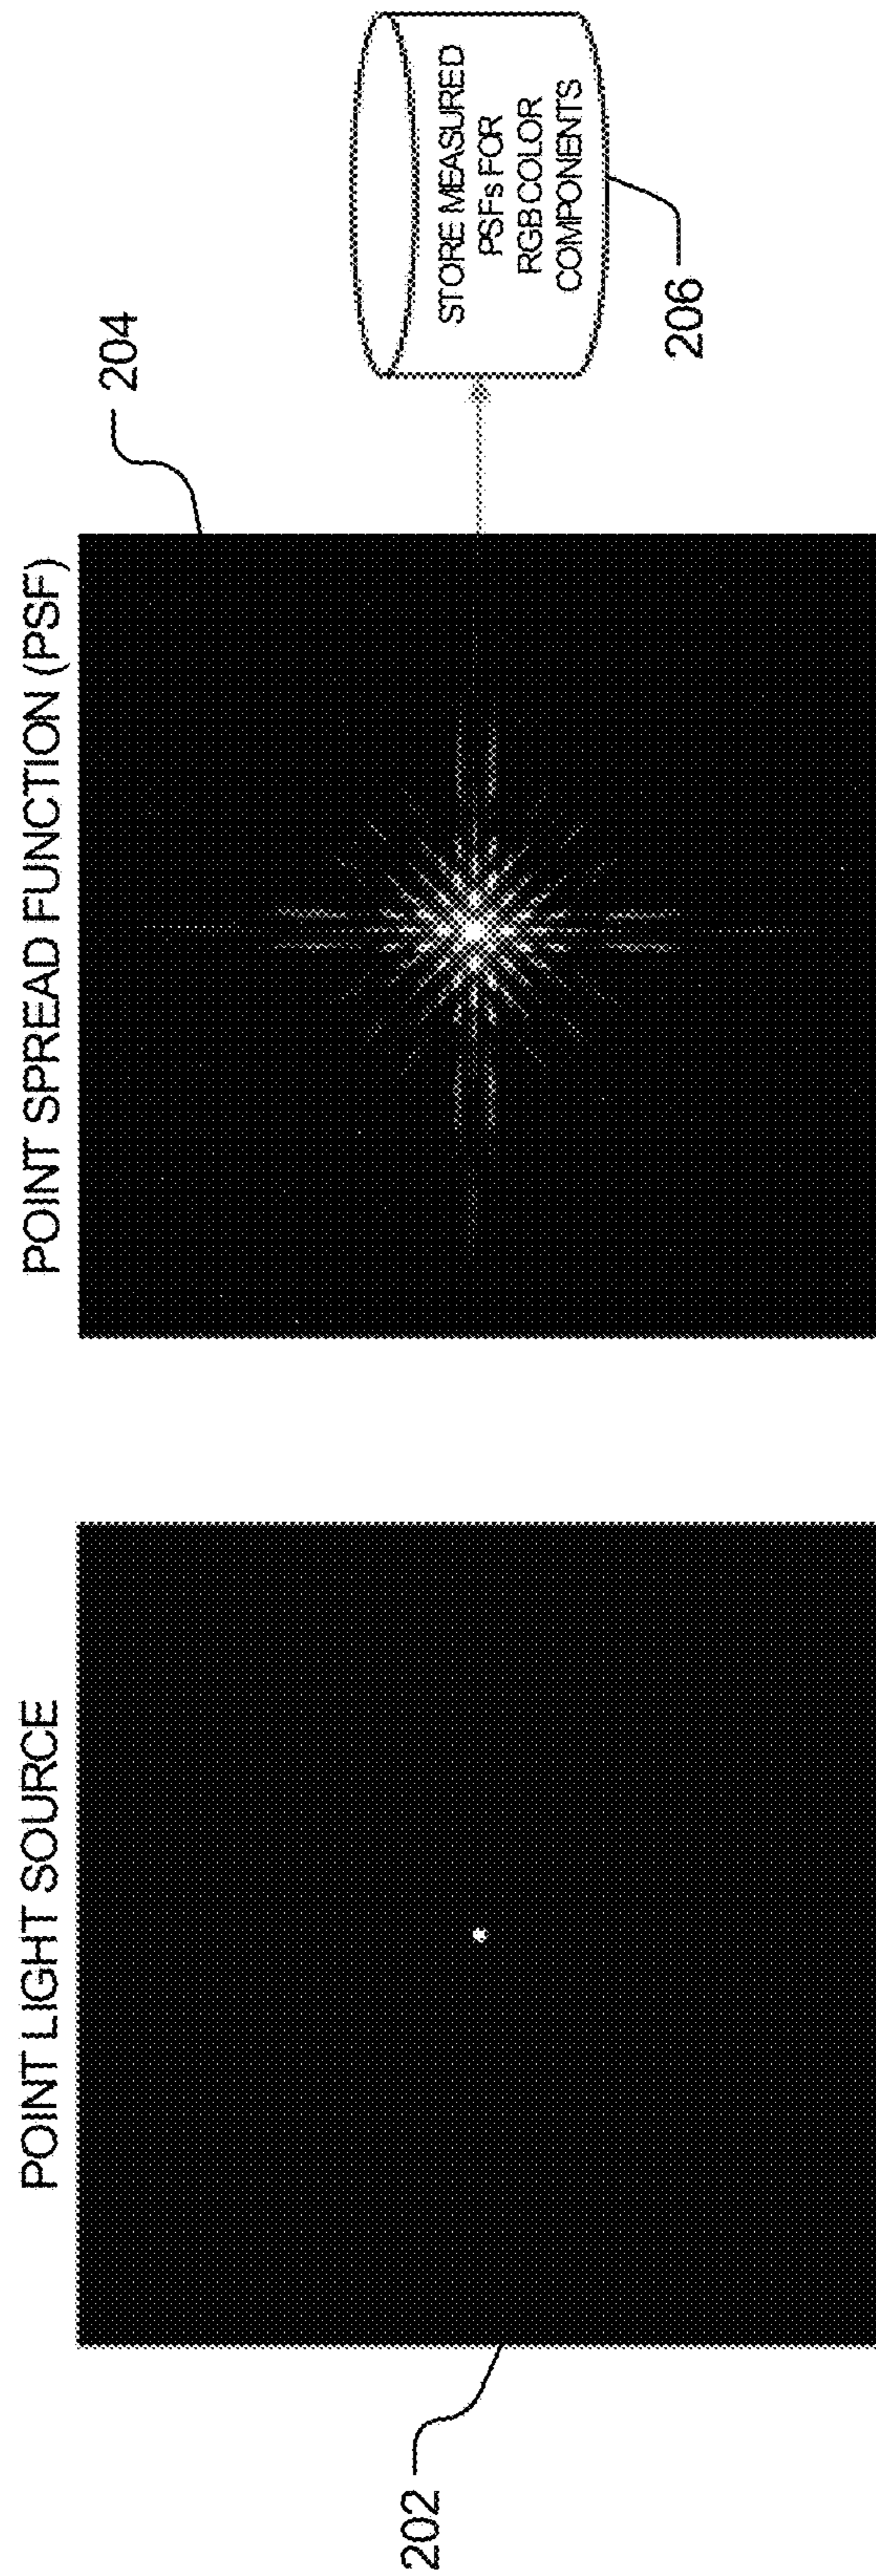 POINT LIGHT SOURCE
202
POINT SPREAD FUNCTION (PSF)
204
STORE MEASURED
PSFs FOR
RGB COLOR
COMPONENTS
206